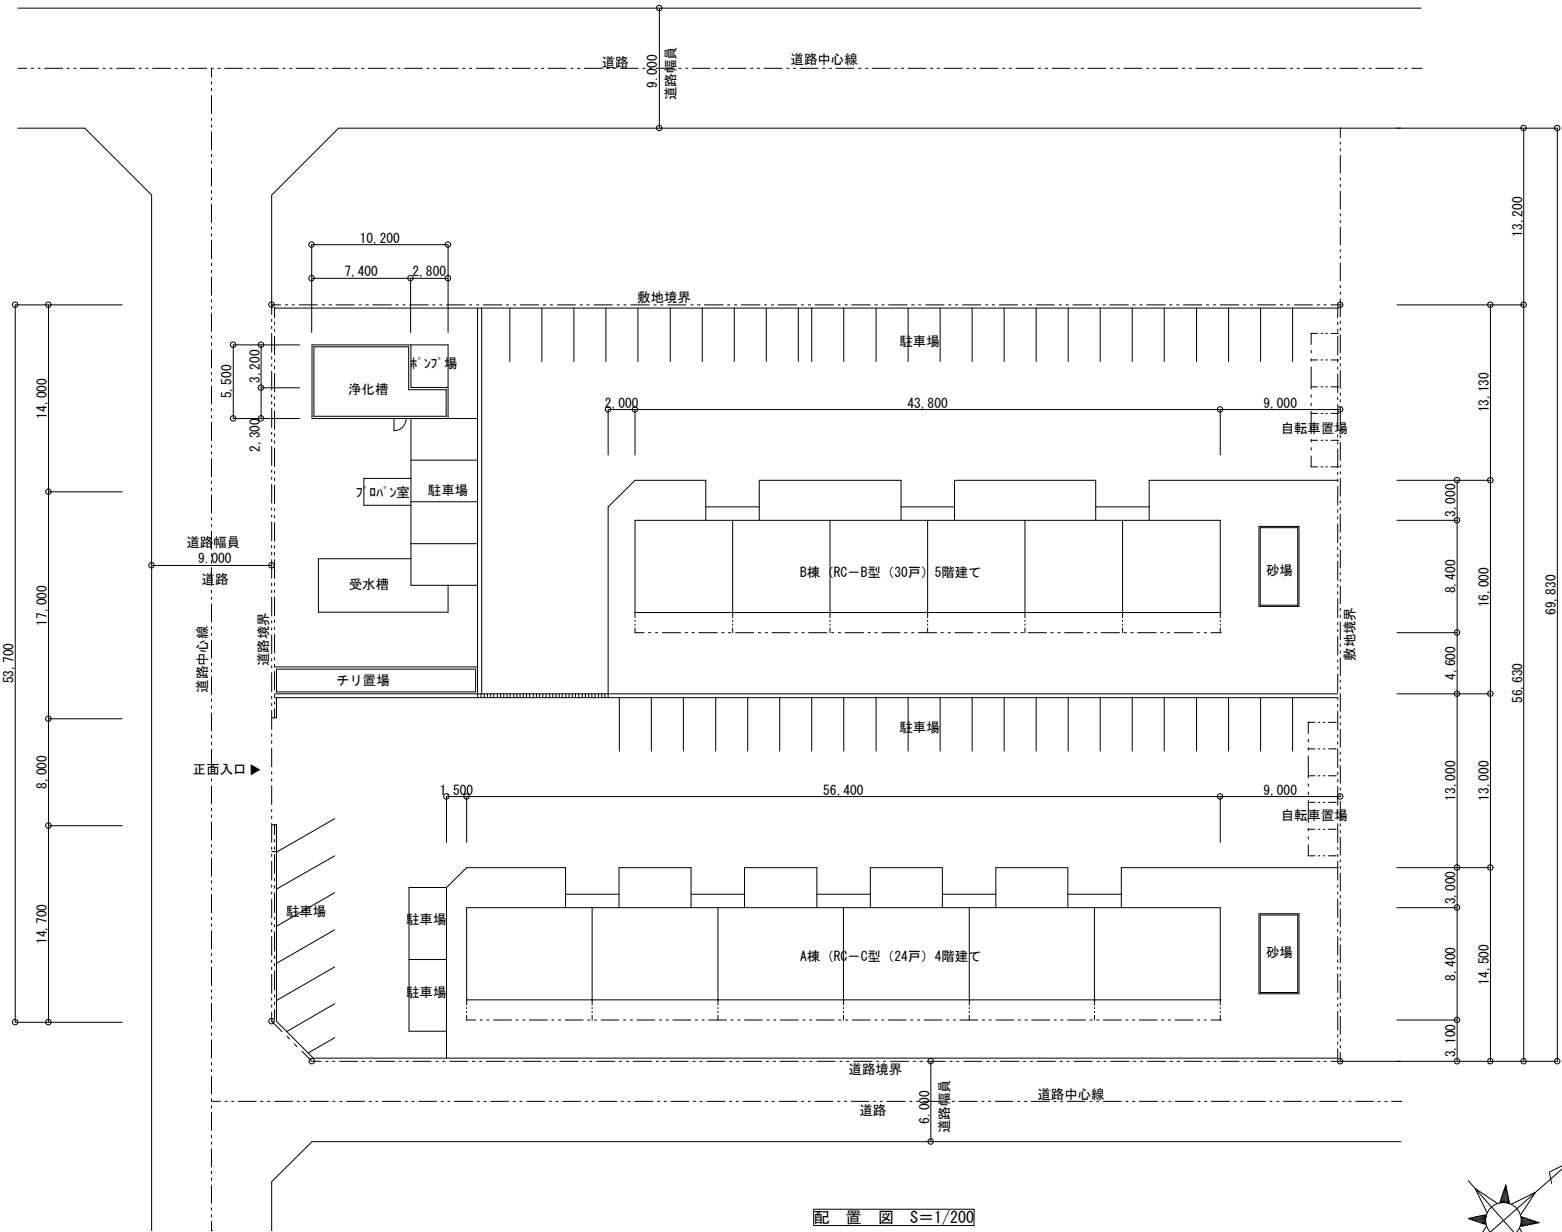 道路
9.000
道路幅員
道路中心線
13,200
10,200
7,400
2,800
敷地境界
駐車場
ﾎﾟﾝﾌﾟ場
浄化槽
5,500
3,200
2,300
14,000
2,000
43,800
9,000
自転車置場
13,130
ﾌﾟﾛﾊﾟﾝ室
駐車場
3,000
道路幅員
9.000
道路
受水槽
B棟 (RC－B型 (30戸) 5階建て
砂場
8,400
16,000
69,830
17,000
道路境界
道路中心線
敷地境界
53,700
チリ置場
4,600
56,630
駐車場
正面入口▶
8,000
1,500
56,400
9,000
自転車置場
13,000
13,000
駐車場
駐車場
14,700
3,000
A棟 (RC－C型 (24戸) 4階建て
砂場
8,400
14,500
駐車場
3,100
道路境界
道路
6.000
道路幅員
道路中心線
配 置 図 S=1/200